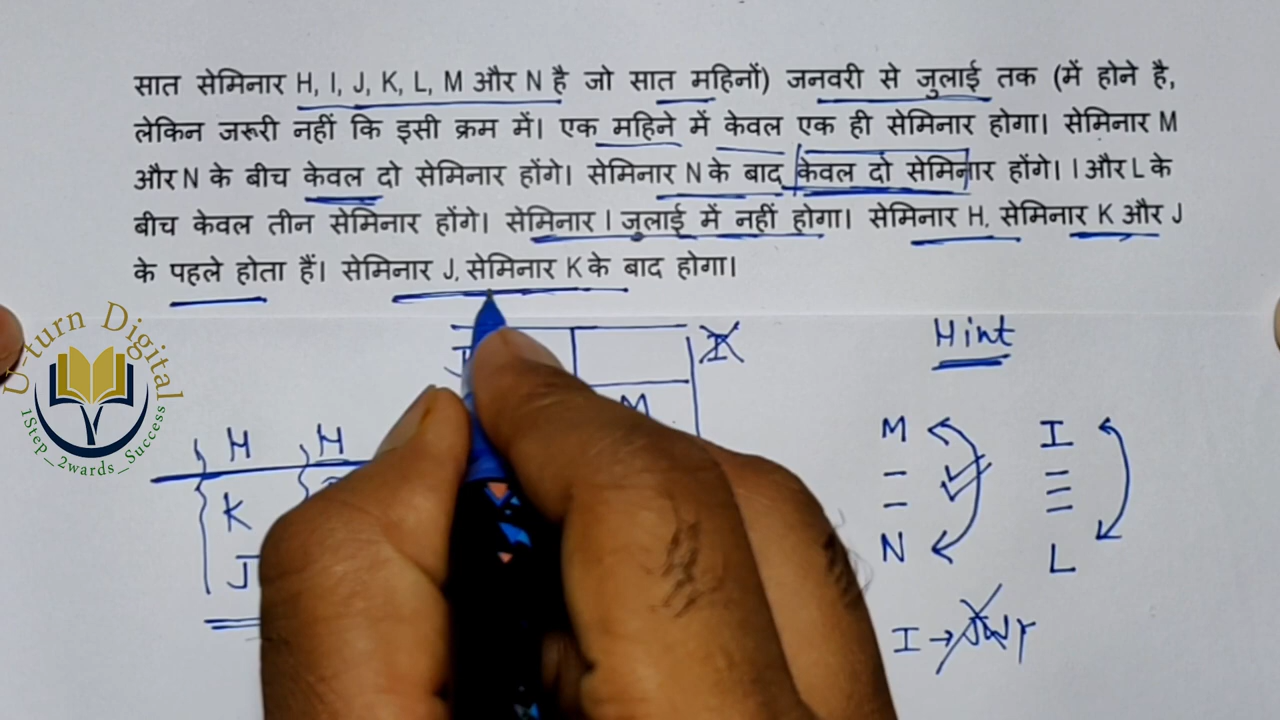 सात सेमिनार H, I, J, K, L, M और N है जो सात महिनों) जनवरी से जुलाई तक (में होने है,
लेकिन जरूरी नहीं कि इसी क्रम में। एक महिने में केवल एक ही सेमिनार होगा। सेमिनार M
और N के बीच केवल दो सेमिनार होंगे। सेमिनार N के बाद केवल दो सेमिनार होंगे। I और L के
बीच केवल तीन सेमिनार होंगे। सेमिनार I जुलाई में नहीं होगा। सेमिनार H, सेमिनार K और J
के पहले होता हैं। सेमिनार J, सेमिनार K के बाद होगा।
U-turn Digital
1Step_2wards_Success
I
Hint
M
M I
N L
H H
K
J
I →